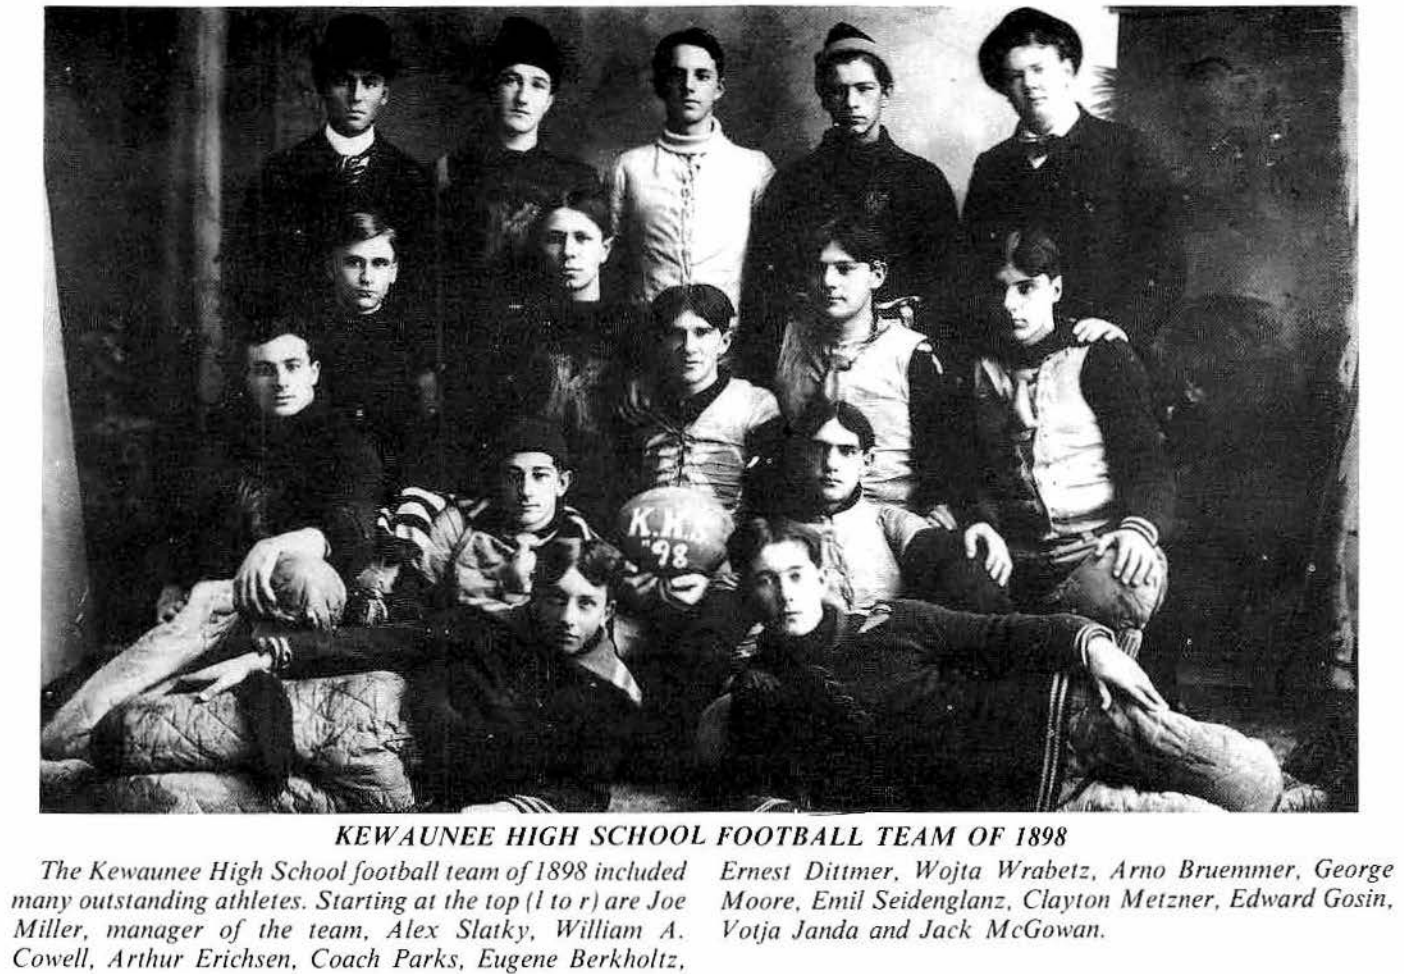 K.H.S
"98
KEWAUNEE HIGH SCHOOL FOOTBALL TEAM OF 1898
The Kewaunee High School football team of 1898 included
many outstanding athletes. Starting at the top (l to r) are Joe
Miller, manager of the team, Alex Slatky, William A.
Cowell, Arthur Erichsen, Coach Parks, Eugene Berkholtz,
Ernest Dittmer, Wojta Wrabetz, Arno Bruemmer, George
Moore, Emil Seidenglanz, Clayton Metzner, Edward Gosin,
Votja Janda and Jack McGowan.